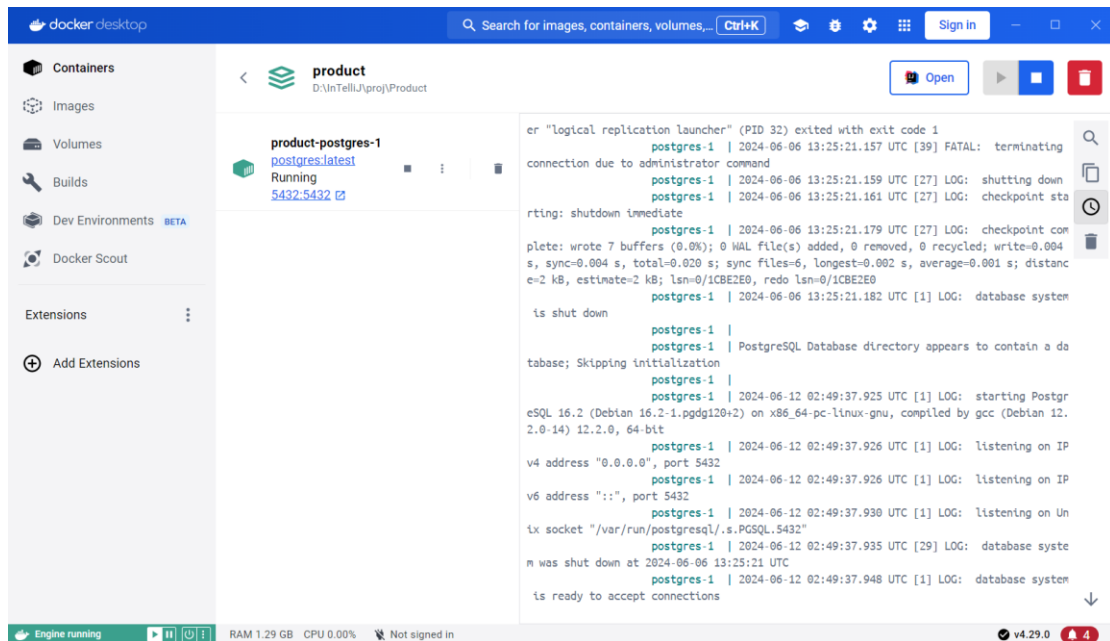 docker desktop
Search for images, containers, volumes,... Ctrl+K
Sign in
Containers
Images
Volumes
Builds
Dev Environments BETA
Docker Scout
Extensions
Add Extensions
product
D:\InTelliJ\proj\Product
Open
product-postgres-1
postgres:latest
Running
5432:5432
er "logical replication launcher" (PID 32) exited with exit code 1
postgres-1 | 2024-06-06 13:25:21.157 UTC [39] FATAL: terminating
connection due to administrator command
postgres-1 | 2024-06-06 13:25:21.159 UTC [27] LOG: shutting down
postgres-1 | 2024-06-06 13:25:21.161 UTC [27] LOG: checkpoint sta
rting: shutdown immediate
postgres-1 | 2024-06-06 13:25:21.179 UTC [27] LOG: checkpoint com
plete: wrote 7 buffers (0.0%); 0 WAL file(s) added, 0 removed, 0 recycled; write=0.004
s, sync=0.004 s, total=0.020 s; sync files=6, longest=0.002 s, average=0.001 s; distanc
e=2 kB, estimate=2 kB; lsn=0/1CBE2E0, redo lsn=0/1CBE2E0
postgres-1 | 2024-06-06 13:25:21.182 UTC [1] LOG: database system
is shut down
postgres-1 |
postgres-1 | PostgreSQL Database directory appears to contain a da
tabase; Skipping initialization
postgres-1 |
postgres-1 | 2024-06-12 02:49:37.925 UTC [1] LOG: starting Postgr
eSQL 16.2 (Debian 16.2-1.pgdg120+2) on x86_64-pc-linux-gnu, compiled by gcc (Debian 12.
2.0-14) 12.2.0, 64-bit
postgres-1 | 2024-06-12 02:49:37.926 UTC [1] LOG: listening on IP
v4 address "0.0.0.0", port 5432
postgres-1 | 2024-06-12 02:49:37.926 UTC [1] LOG: listening on IP
v6 address "::", port 5432
postgres-1 | 2024-06-12 02:49:37.930 UTC [1] LOG: listening on Un
ix socket "/var/run/postgresql/.s.PGSQL.5432"
postgres-1 | 2024-06-12 02:49:37.935 UTC [29] LOG: database syste
m was shut down at 2024-06-06 13:25:21 UTC
postgres-1 | 2024-06-12 02:49:37.948 UTC [1] LOG: database system
is ready to accept connections
Engine running
RAM 1.29 GB CPU 0.00% Not signed in
v4.29.0 4